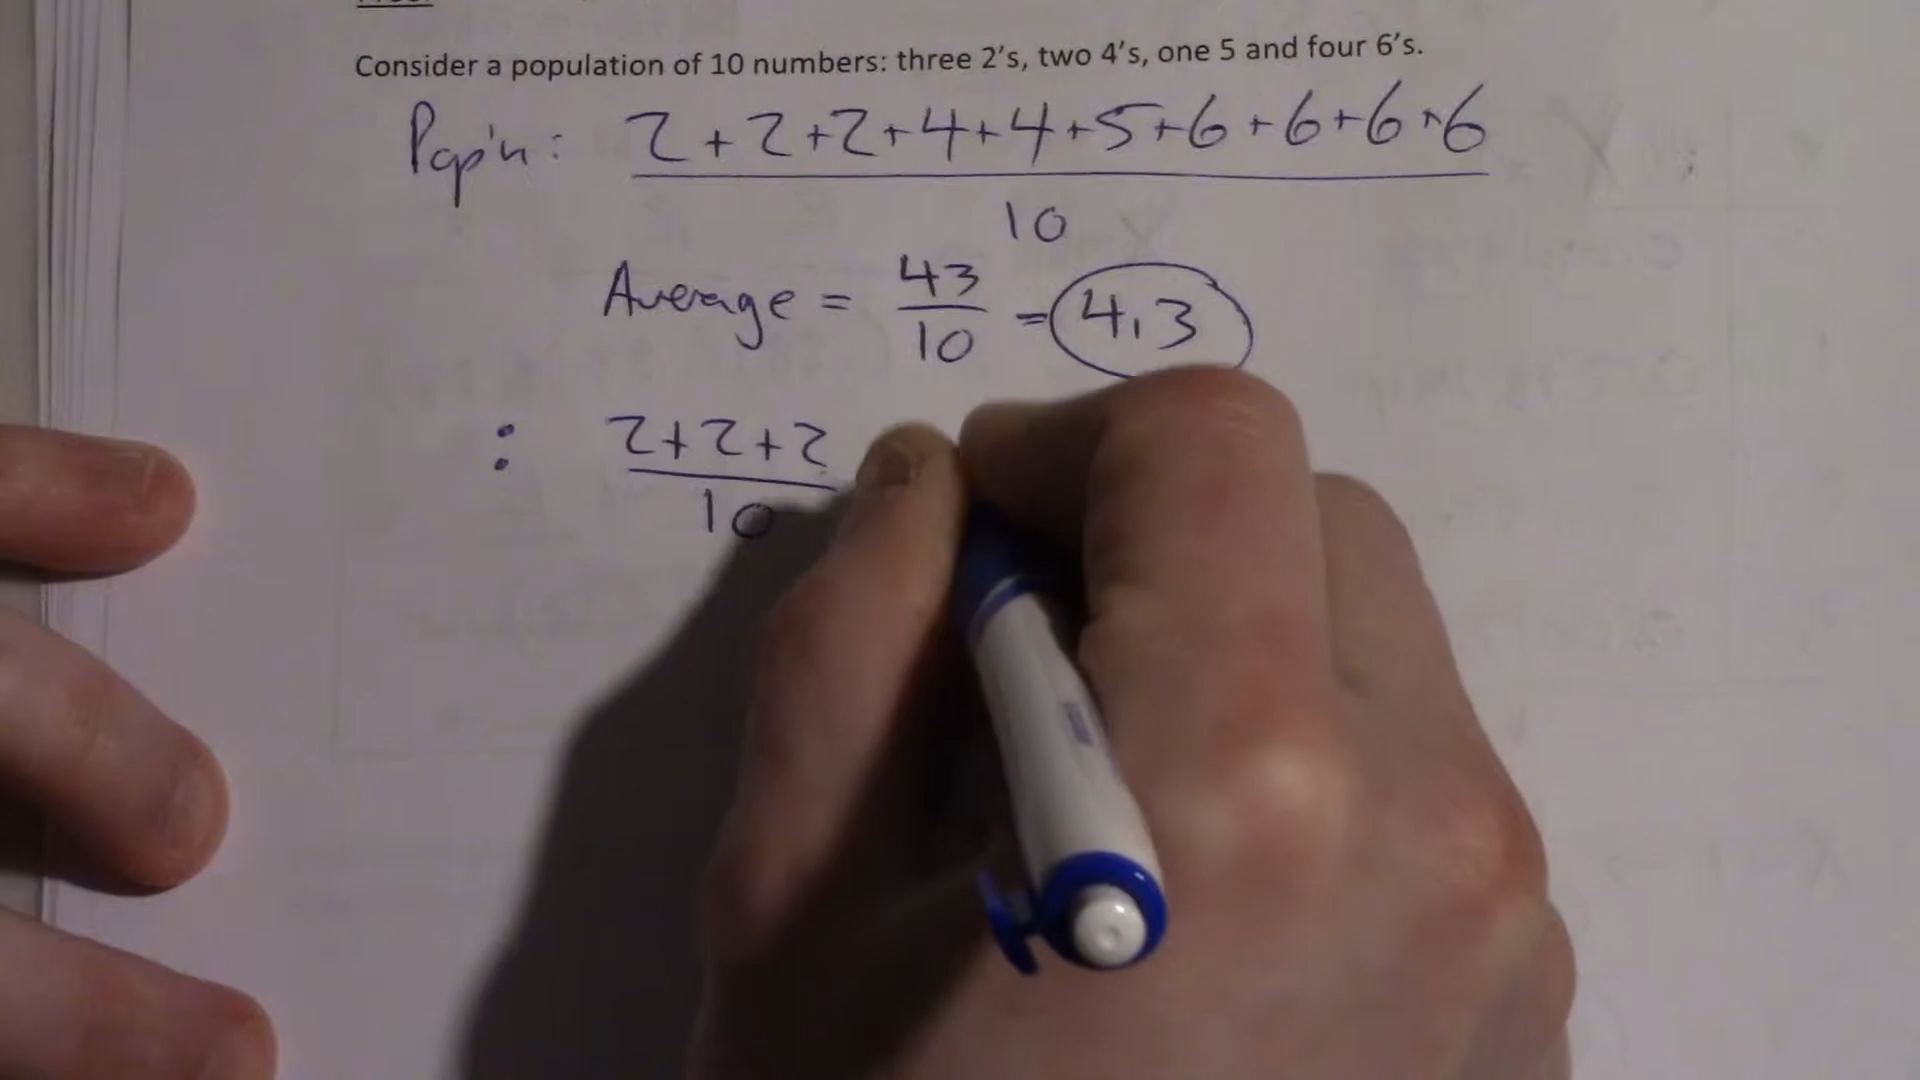 Consider a population of 10 numbers: three 2's, two 4's, one 5 and four 6's.
Pop'n: 2 + 2 + 2 + 4 + 4 + 5 + 6 + 6 + 6 + 6
10
Average = 43/10 = 4.3
: 2 + 2 + 2
10